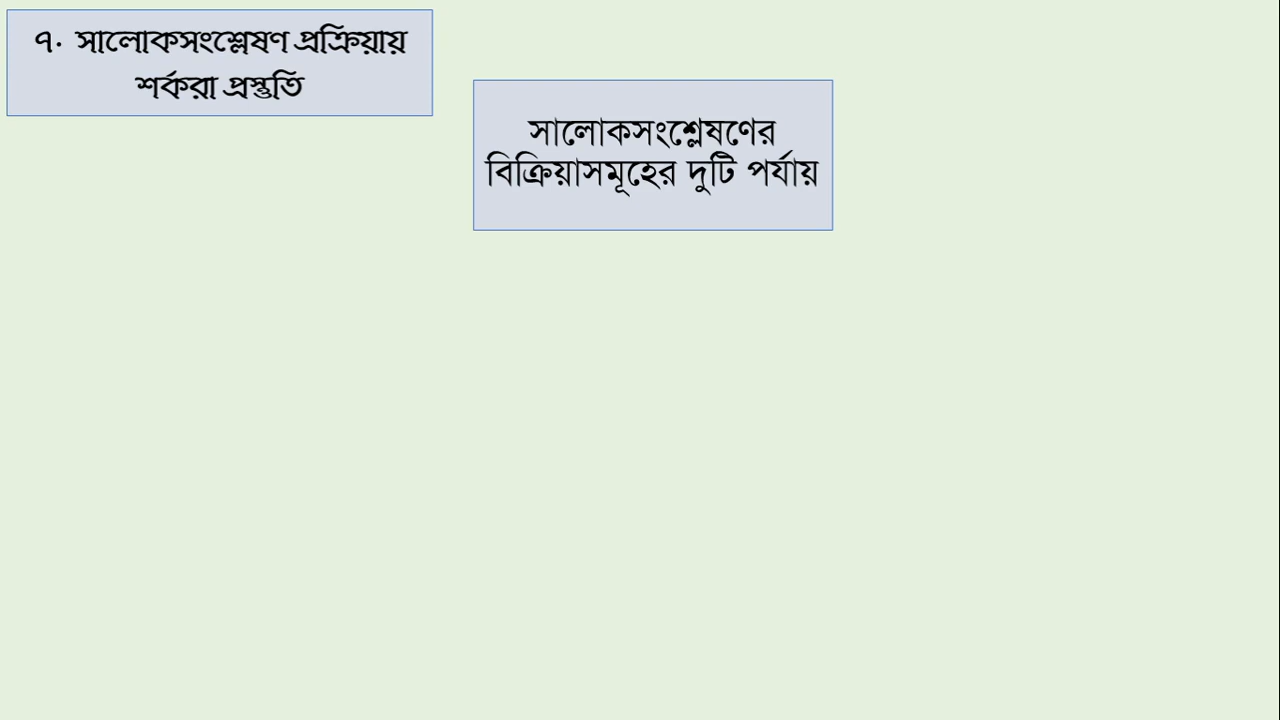 ৭. সালোকসংশ্লেষণ প্রক্রিয়ায়
শর্করা প্রস্তুতি
সালোকসংশ্লেষণের
বিক্রিয়াসমূহের দুটি পর্যায়